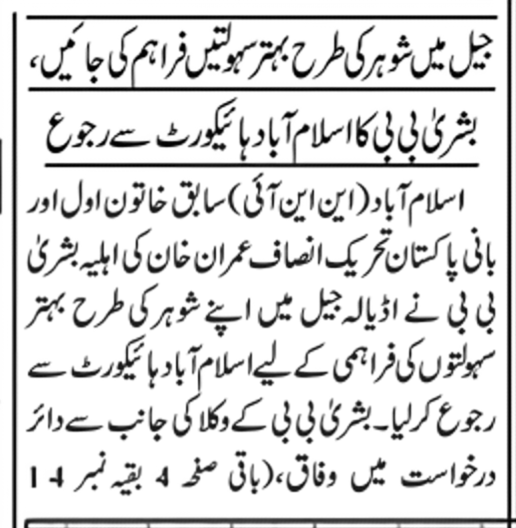 جیل میں شوہر کی طرح بہتر سہولتیں فراہم کی جائیں،
بشریٰ بی بی کا اسلام آباد ہائیکورٹ سے رجوع
اسلام آباد (این این آئی) سابق خاتون اول اور
بانی پاکستان تحریک انصاف عمران خان کی اہلیہ بشریٰ
بی بی نے اڈیالہ جیل میں اپنے شوہر کی طرح بہتر
سہولتوں کی فراہمی کے لیے اسلام آباد ہائیکورٹ سے
رجوع کرلیا۔ بشریٰ بی بی کے وکلا کی جانب سے دائر
درخواست میں وفاق، (باقی صفحہ 4 بقیہ نمبر 14